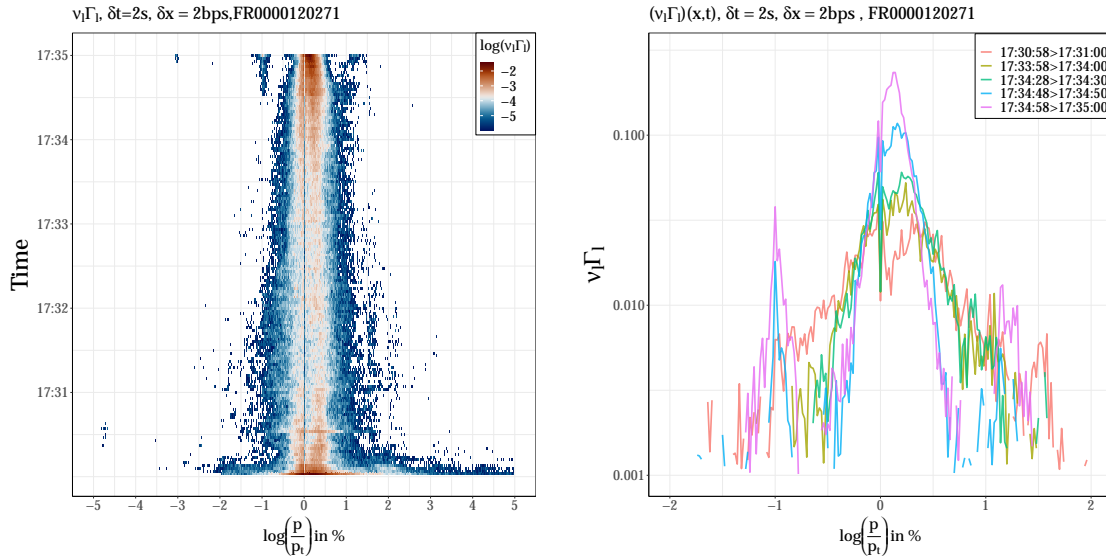 ν_lΓ_l, δt=2s, δx = 2bps,FR0000120271
log(ν_lΓ_l)
−2
−3
−4
−5
Time
17:35
17:34
17:33
17:32
17:31
−5 −4 −3 −2 −1 0 1 2 3 4 5
log(p/p_t) in %
(ν_lΓ_l)(x,t), δt = 2s, δx = 2bps , FR0000120271
17:30:58>17:31:00
17:33:58>17:34:00
17:34:28>17:34:30
17:34:48>17:34:50
17:34:58>17:35:00
ν_lΓ_l
0.100
0.010
0.001
−2 −1 0 1 2
log(p/p_t) in %